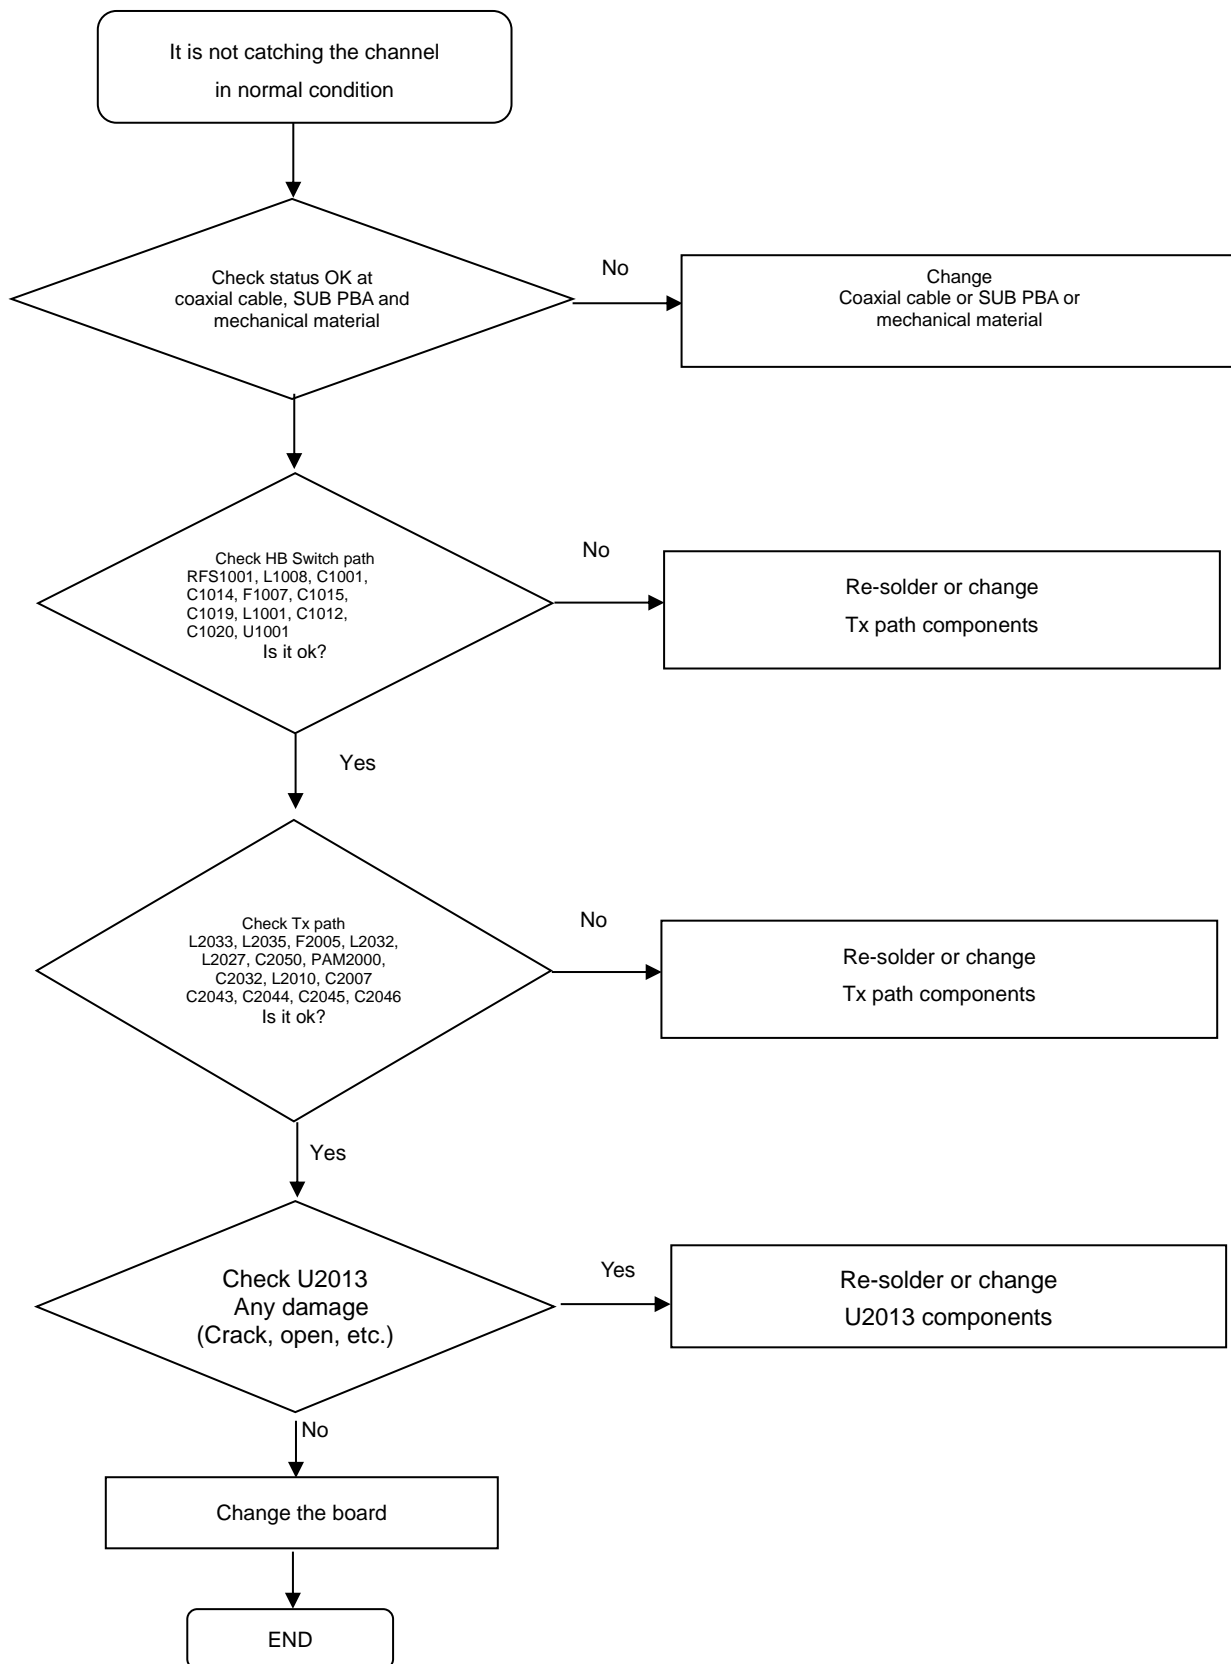 It is not catching the channel
in normal condition
Check status OK at
coaxial cable, SUB PBA and
mechanical material
No
Change
Coaxial cable or SUB PBA or
mechanical material
Check HB Switch path
RFS1001, L1008, C1001,
C1014, F1007, C1015,
C1019, L1001, C1012,
C1020, U1001
Is it ok?
No
Re-solder or change
Tx path components
Yes
Check Tx path
L2033, L2035, F2005, L2032,
L2027, C2050, PAM2000,
C2032, L2010, C2007
C2043, C2044, C2045, C2046
Is it ok?
No
Re-solder or change
Tx path components
Yes
Check U2013
Any damage
(Crack, open, etc.)
Yes
Re-solder or change
U2013 components
No
Change the board
END